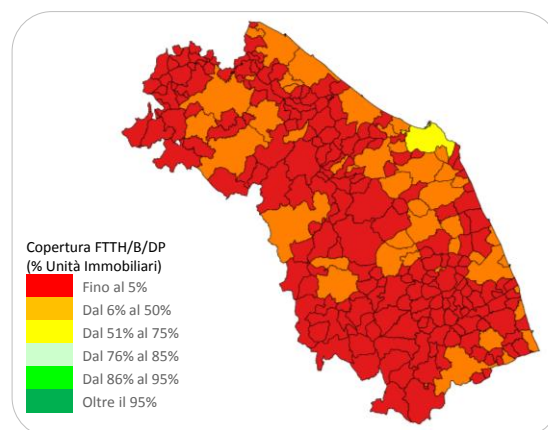 Copertura FTTH/B/DP
(% Unità Immobiliari)
Fino al 5%
Dal 6% al 50%
Dal 51% al 75%
Dal 76% al 85%
Dal 86% al 95%
Oltre il 95%